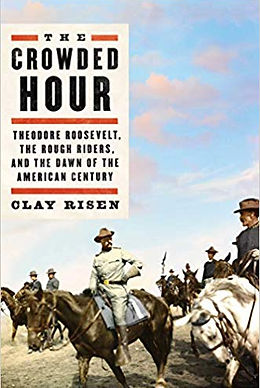 THE
CROWDED
HOUR
THEODORE ROOSEVELT,
THE ROUGH RIDERS,
AND THE DAWN OF THE
AMERICAN CENTURY
CLAY RISEN